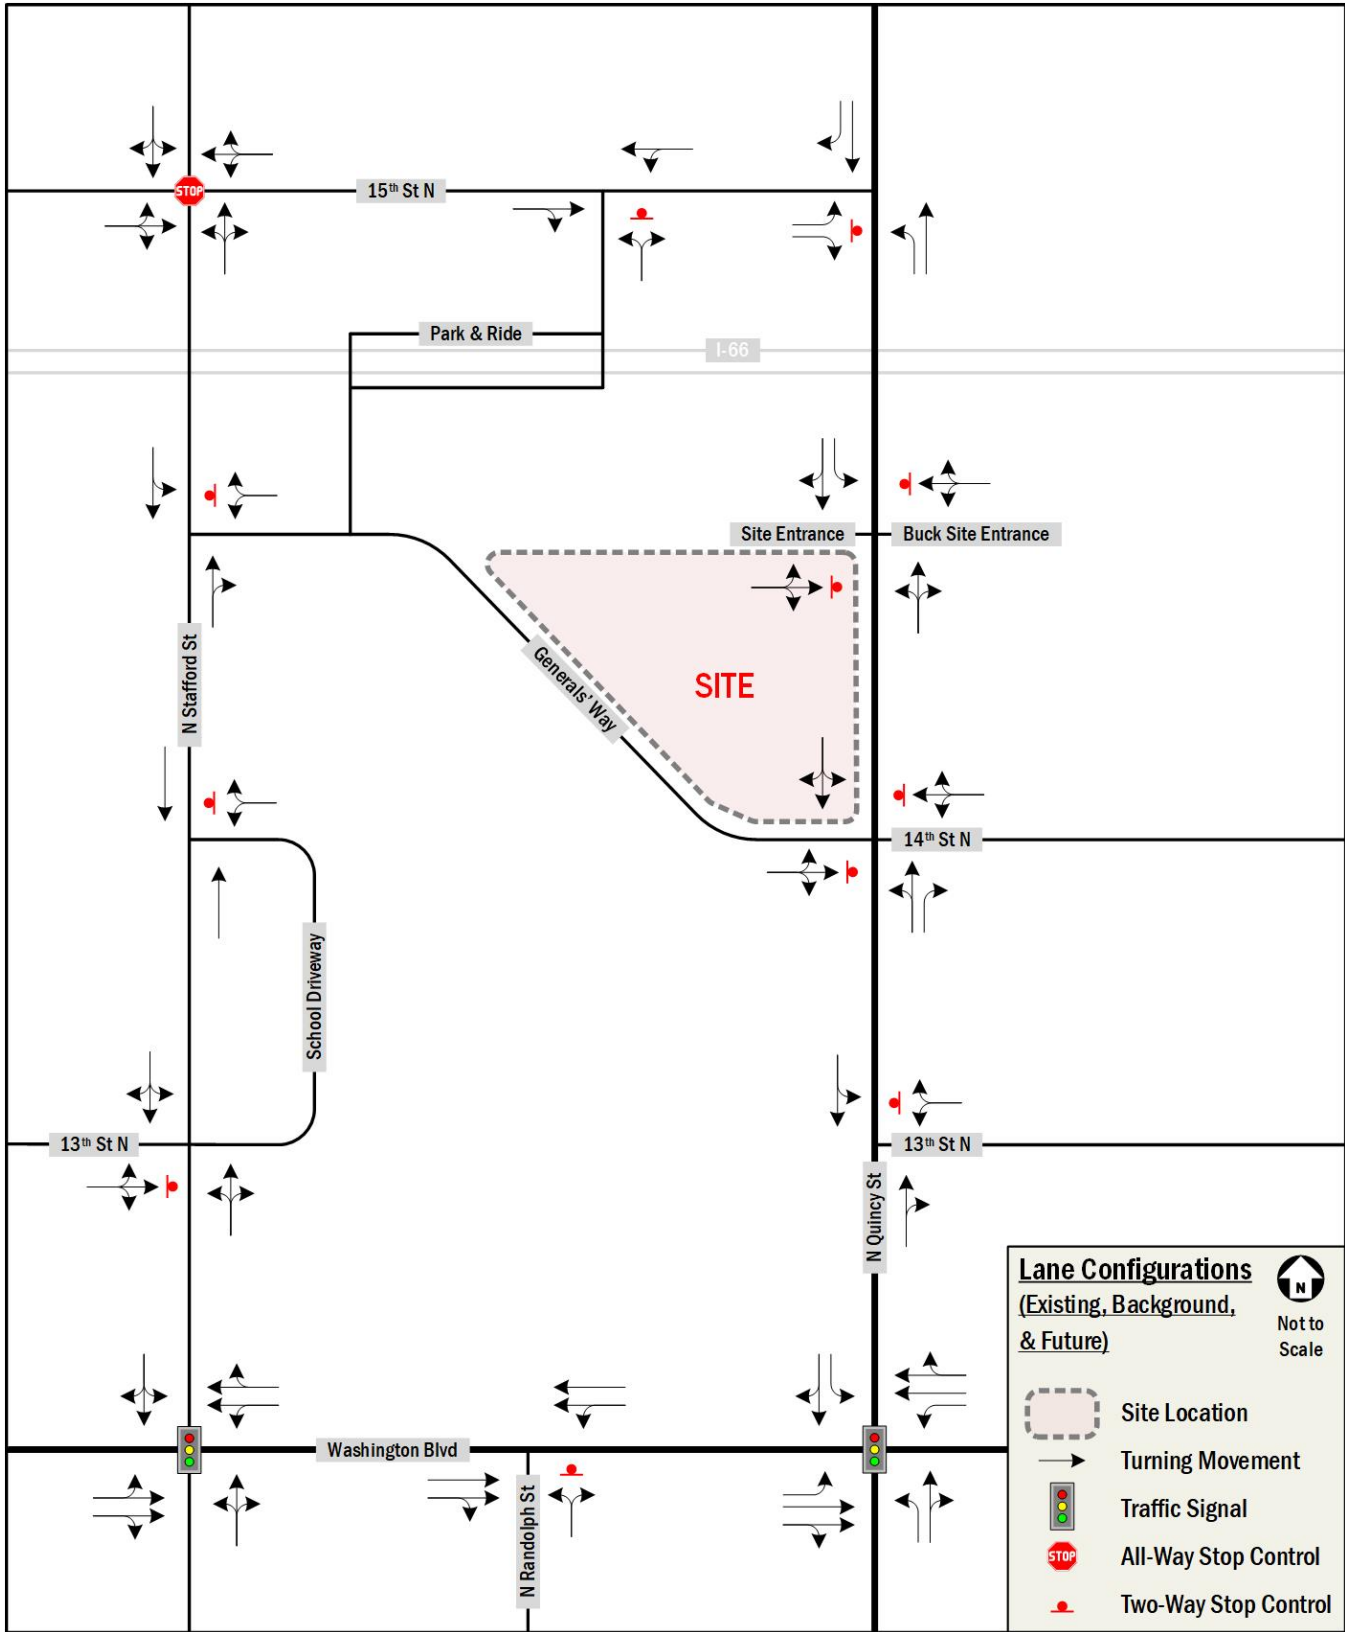 STOP
15th St N
Park & Ride
I-66
Site Entrance
Buck Site Entrance
N Stafford St
Generals' Way
SITE
14th St N
School Driveway
13th St N
13th St N
N Quincy St
Washington Blvd
N Randolph St
Lane Configurations
(Existing, Background,
& Future)
N
Not to
Scale
Site Location
Turning Movement
Traffic Signal
STOP
All-Way Stop Control
Two-Way Stop Control